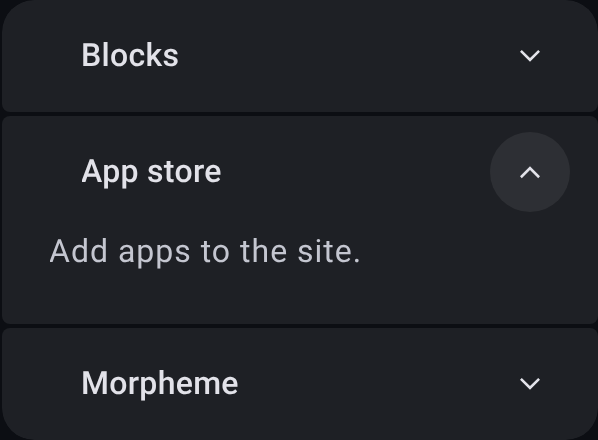 Blocks
App store
Add apps to the site.
Morpheme